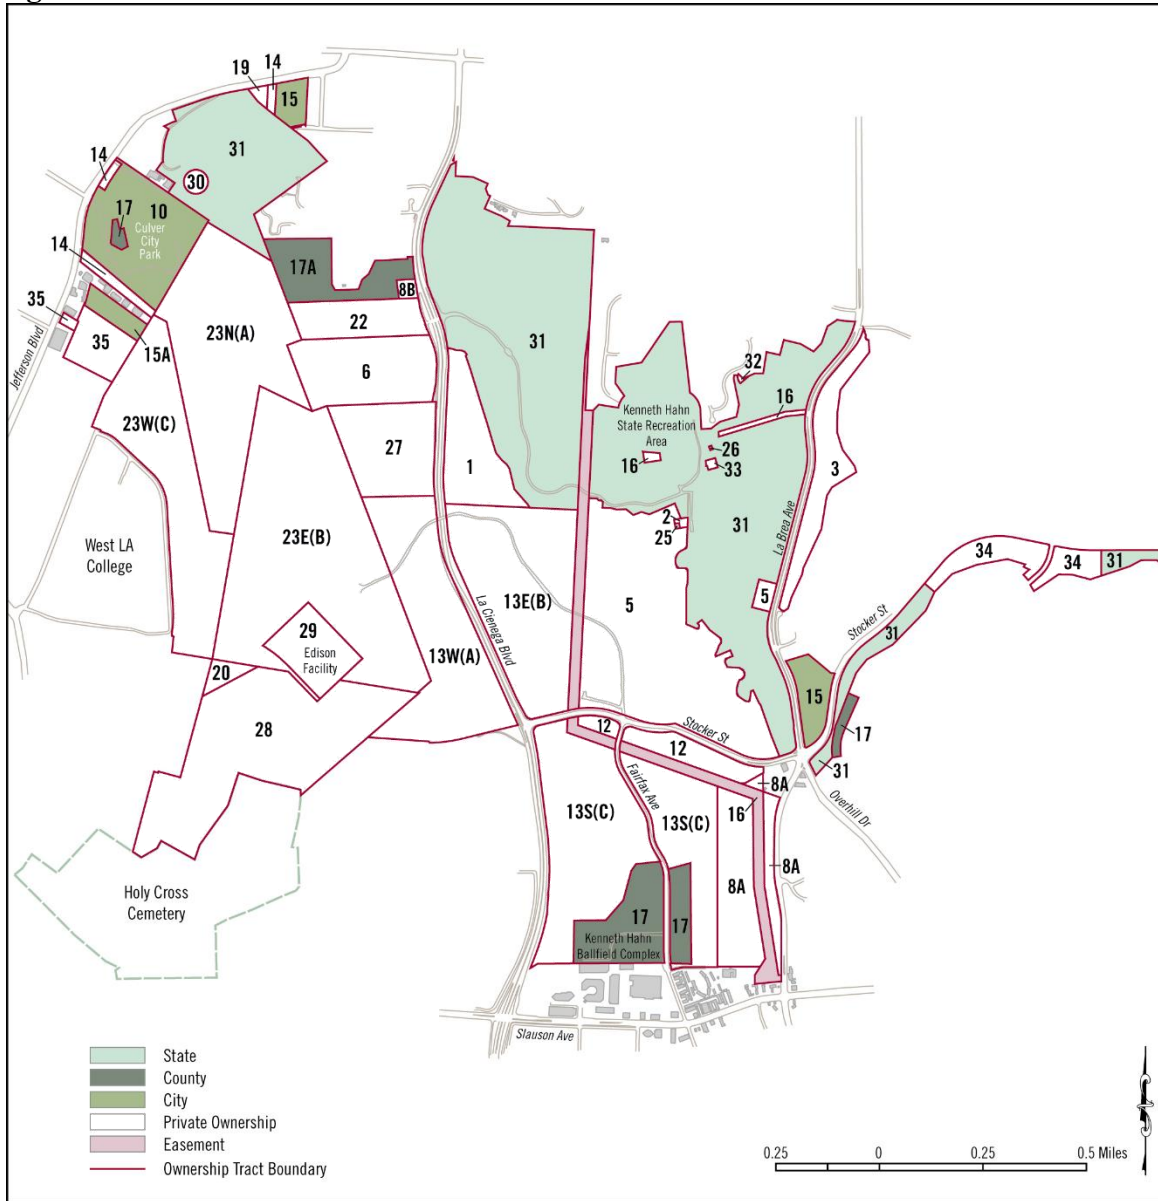 19
14
15
31
14
30
17
10
Culver
City
Park
14
17A
8B
35
35
15A
Jefferson Blvd
23N(A)
22
6
31
32
16
Kenneth Hahn
State Recreation
Area
16
26
33
3
23W(C)
27
1
2
25
31
La Brea Ave
West LA
College
23E(B)
34
34
31
5
Stocker St
31
29
Edison
Facility
La Cienega Blvd
13E(B)
5
13W(A)
20
28
15
17
31
12
Stocker St
12
8A
Overhill Dr
Fairfax Ave
13S(C)
13S(C)
16
8A
8A
Holy Cross
Cemetery
17
17
Kenneth Hahn
Ballfield Complex
Slauson Ave
State
County
City
Private Ownership
Easement
Ownership Tract Boundary
0.25 0 0.25 0.5 Miles